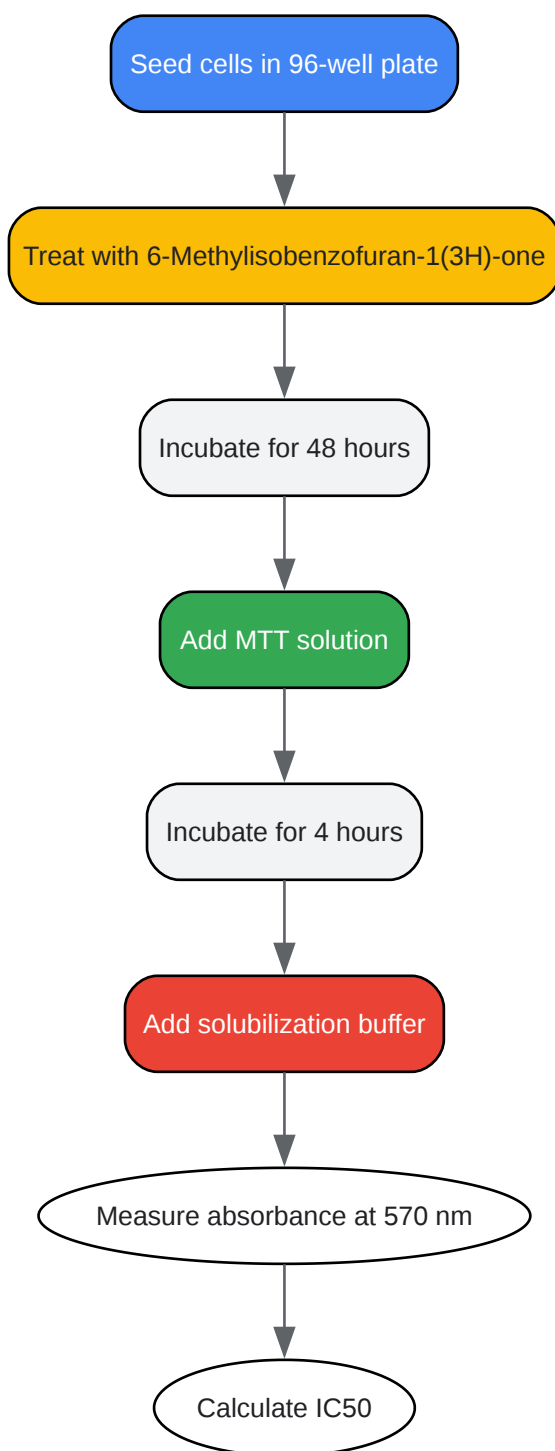 Seed cells in 96-well plate
Treat with 6-Methylisobenzofuran-1(3H)-one
Incubate for 48 hours
Add MTT solution
Incubate for 4 hours
Add solubilization buffer
Measure absorbance at 570 nm
Calculate IC50